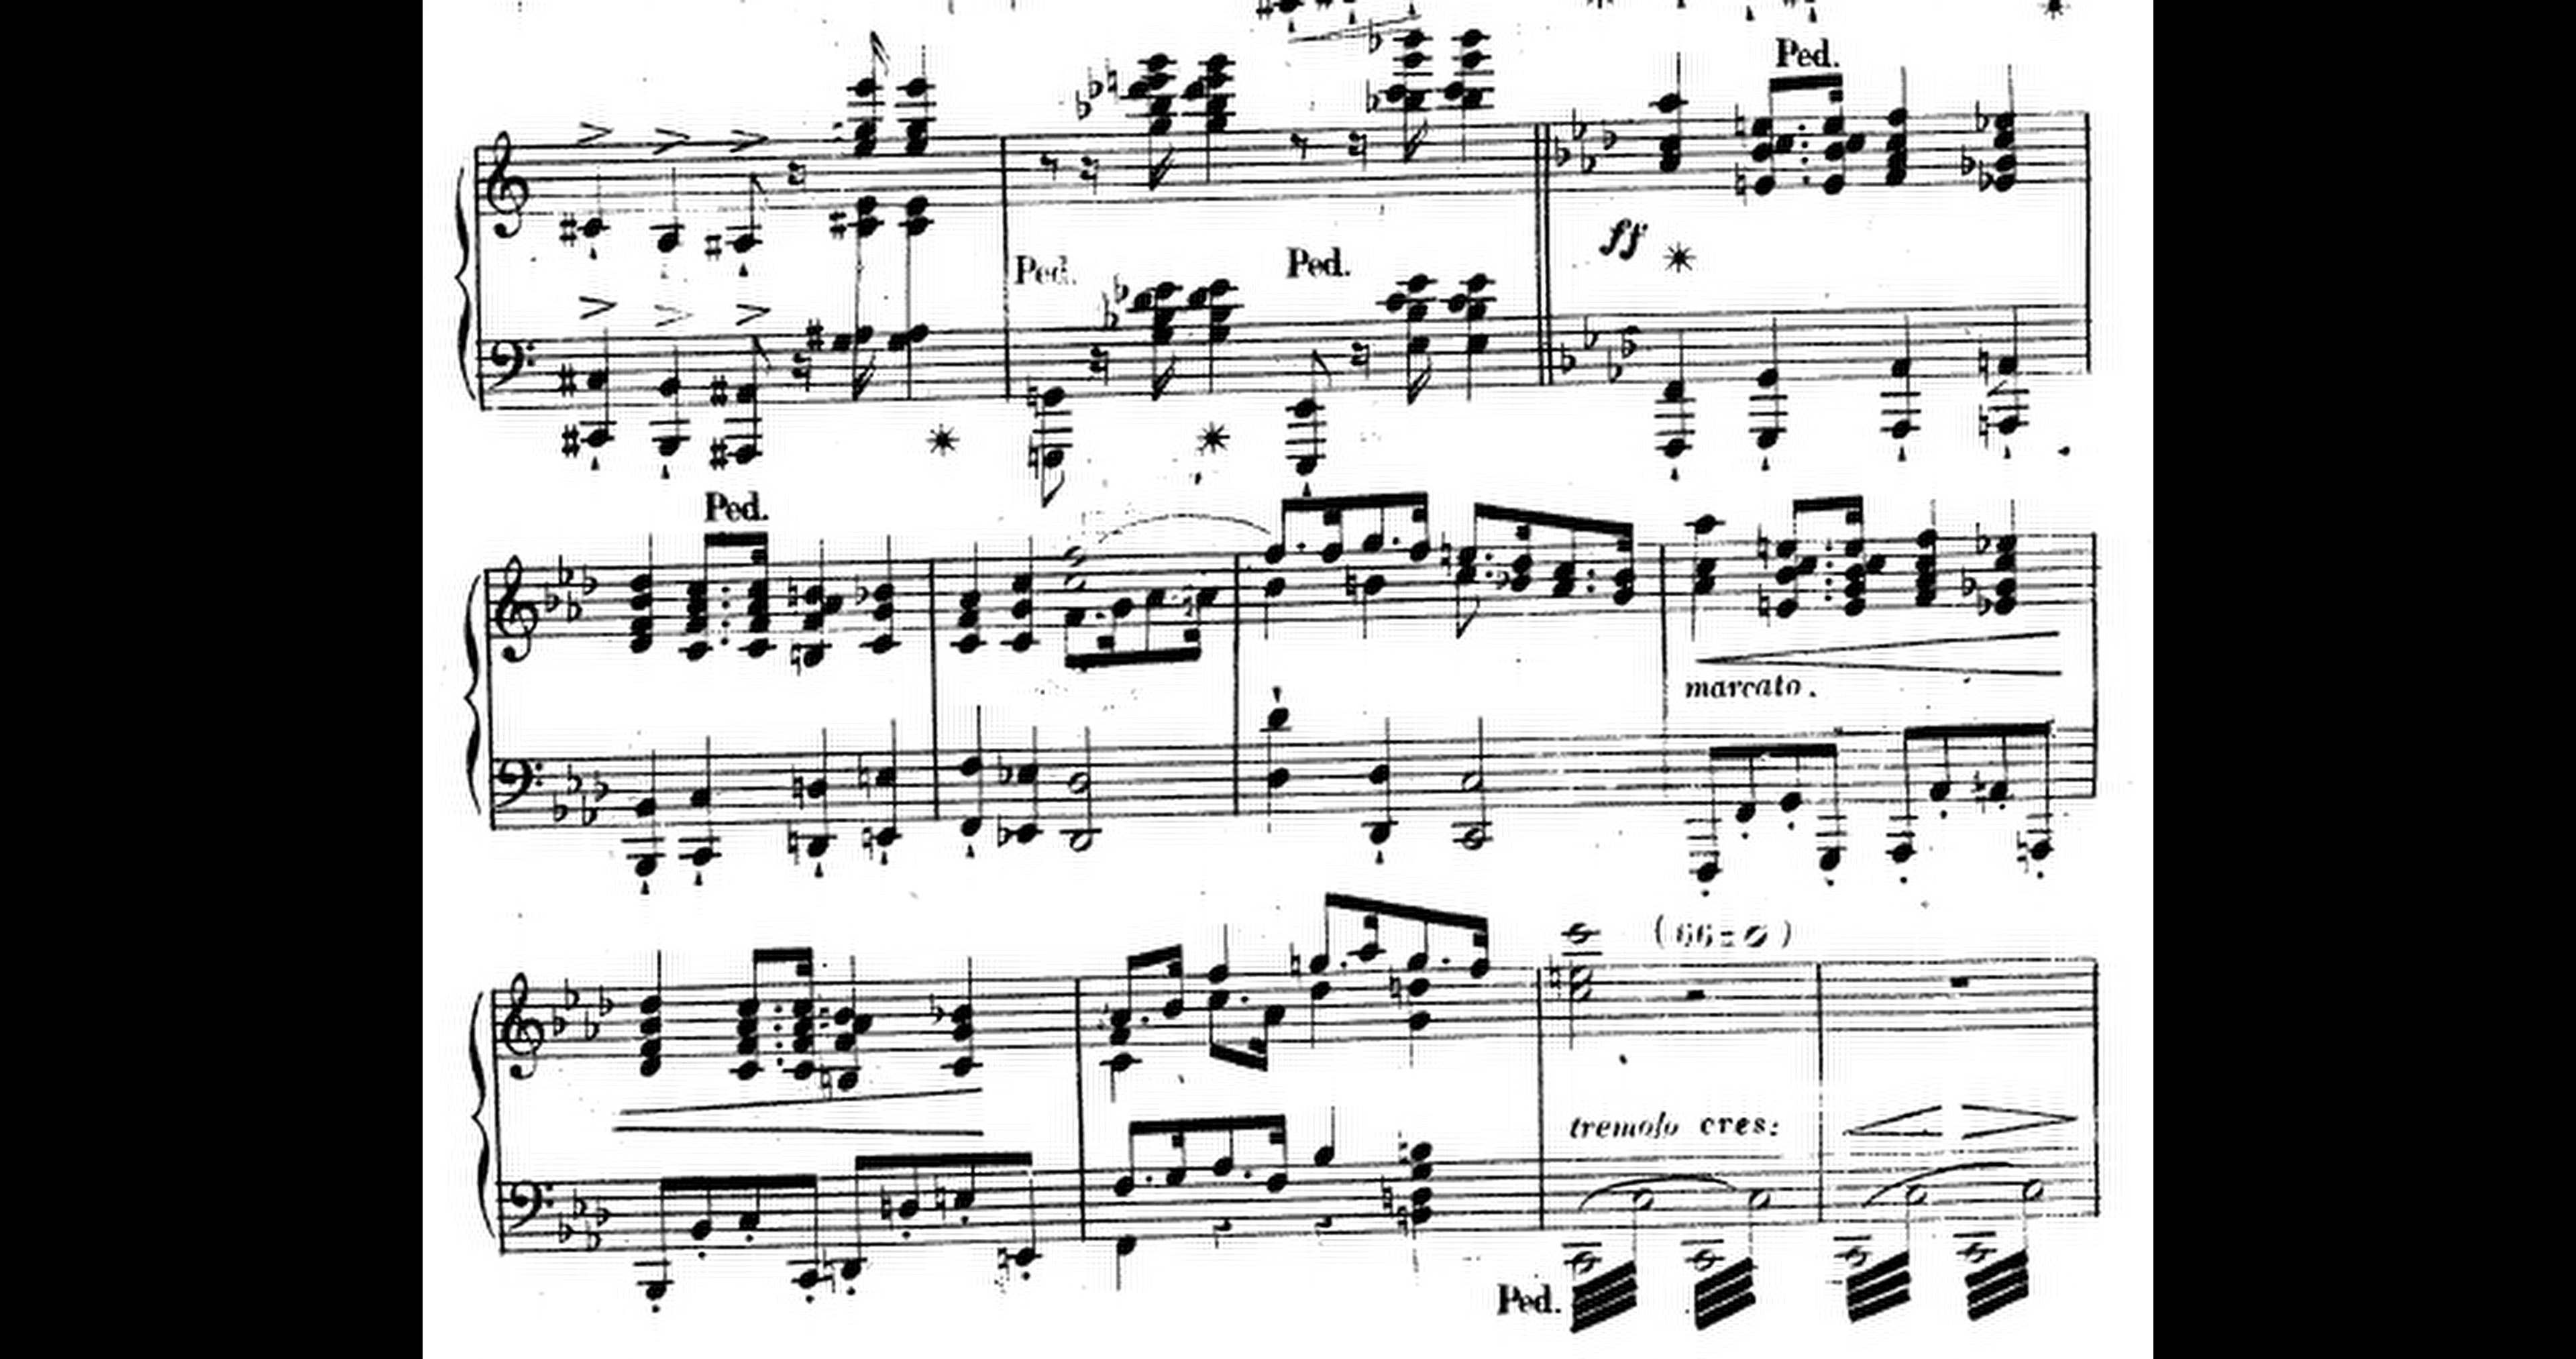 Ped.
Ped. Ped.
ff
Ped.
marcato.
(66=𝅗𝅥)
tremolo cres:
Ped.